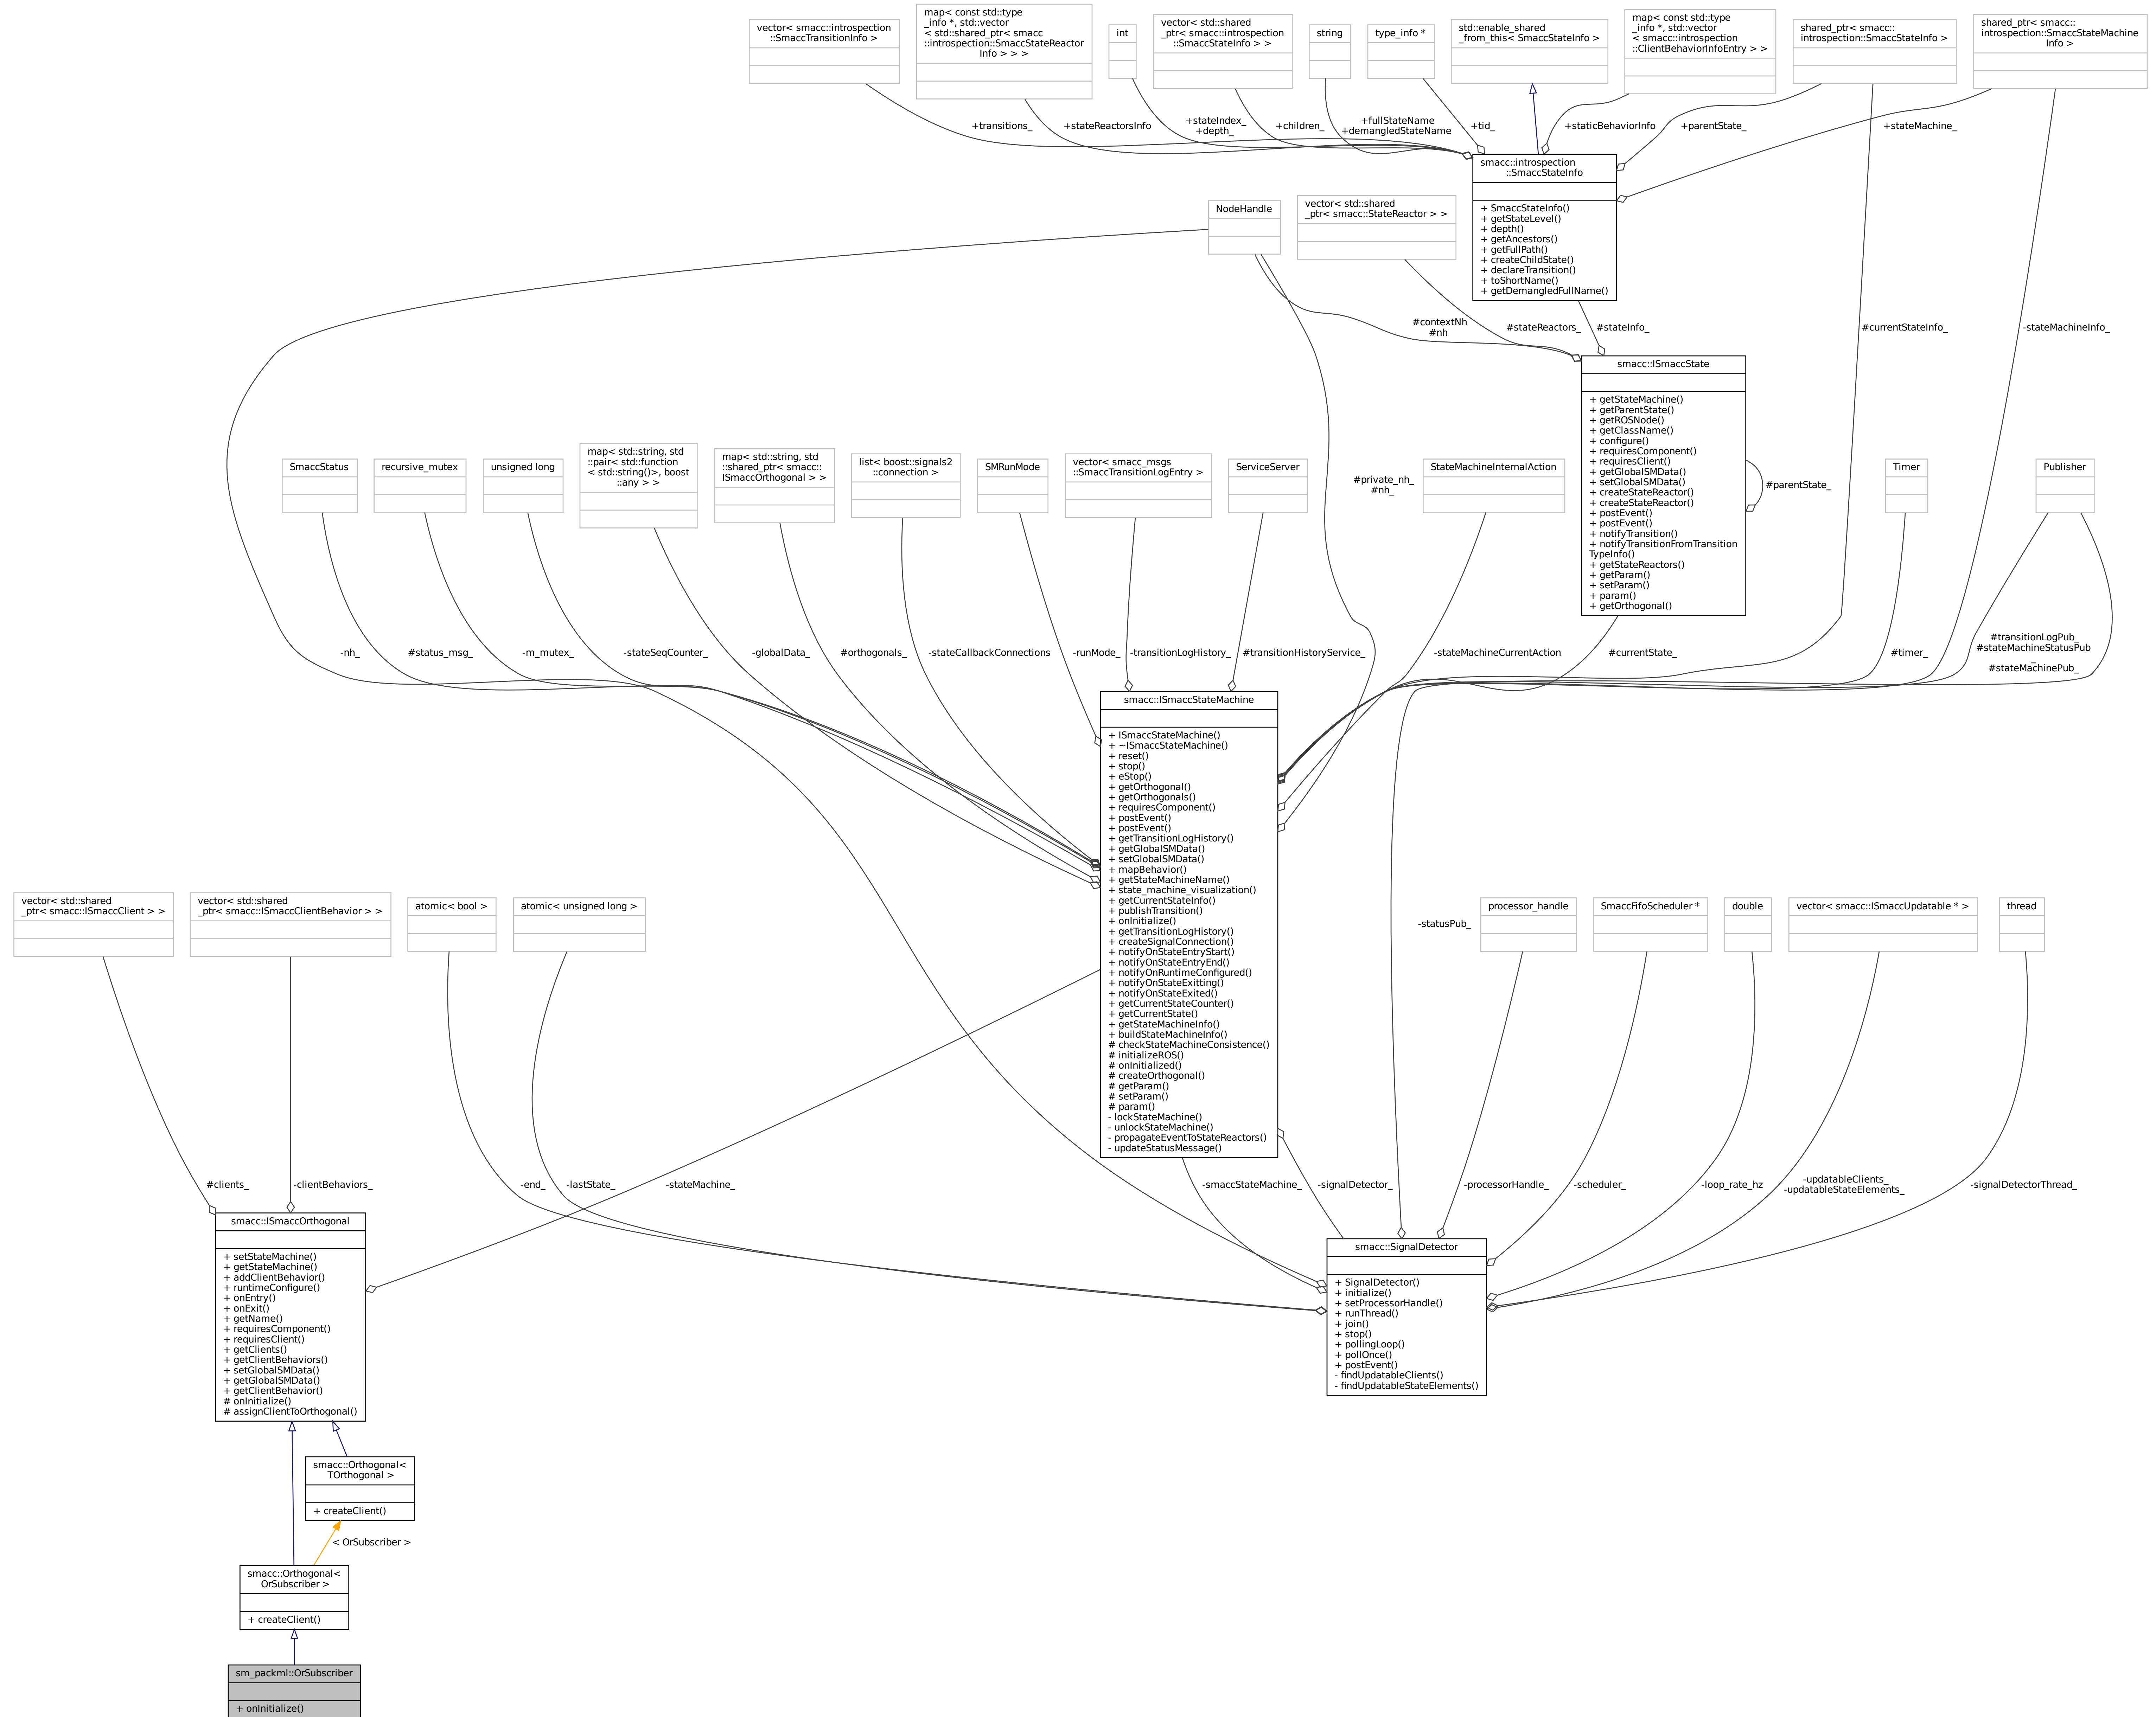 vector< smacc::introspection
::SmaccTransitionInfo >
map< const std::type
_info *, std::vector
< std::shared_ptr< smacc
::introspection::SmaccStateReactor
Info > > >
int
vector< std::shared
_ptr< smacc::introspection
::SmaccStateInfo > >
string
type_info *
std::enable_shared
_from_this< SmaccStateInfo >
map< const std::type
_info *, std::vector
< smacc::introspection
::ClientBehaviorInfoEntry > >
shared_ptr< smacc::
introspection::SmaccStateInfo >
shared_ptr< smacc::
introspection::SmaccStateMachine
Info >
+transitions_
+stateReactorsInfo
+stateIndex_
+depth_
+children_
+fullStateName
+demangledStateName
+tid_
+staticBehaviorInfo
+parentState_
+stateMachine_
smacc::introspection
::SmaccStateInfo
+ SmaccStateInfo()
+ getStateLevel()
+ depth()
+ getAncestors()
+ getFullPath()
+ createChildState()
+ declareTransition()
+ toShortName()
+ getDemangledFullName()
NodeHandle
vector< std::shared
_ptr< smacc::StateReactor > >
#contextNh
#nh
#stateReactors_
#stateInfo_
#currentStateInfo_
-stateMachineInfo_
smacc::ISmaccState
+ getStateMachine()
+ getParentState()
+ getROSNode()
+ getClassName()
+ configure()
+ requiresComponent()
+ requiresClient()
+ getGlobalSMData()
+ setGlobalSMData()
+ createStateReactor()
+ createStateReactor()
+ postEvent()
+ postEvent()
+ notifyTransition()
+ notifyTransitionFromTransition
TypeInfo()
+ getStateReactors()
+ getParam()
+ setParam()
+ param()
+ getOrthogonal()
#parentState_
SmaccStatus
recursive_mutex
unsigned long
map< std::string, std
::pair< std::function
< std::string()>, boost
::any > >
map< std::string, std
::shared_ptr< smacc::
ISmaccOrthogonal > >
list< boost::signals2
::connection >
SMRunMode
vector< smacc_msgs
::SmaccTransitionLogEntry >
ServiceServer
#private_nh_
#nh_
StateMachineInternalAction
Timer
Publisher
-nh_
#status_msg_
-m_mutex_
-stateSeqCounter_
-globalData_
#orthogonals_
-stateCallbackConnections
-runMode_
-transitionLogHistory_
#transitionHistoryService_
-stateMachineCurrentAction
#currentState_
#timer_
#transitionLogPub_
#stateMachineStatusPub
_
#stateMachinePub_
smacc::ISmaccStateMachine
+ ISmaccStateMachine()
+ ~ISmaccStateMachine()
+ reset()
+ stop()
+ eStop()
+ getOrthogonal()
+ getOrthogonals()
+ requiresComponent()
+ postEvent()
+ postEvent()
+ getTransitionLogHistory()
+ getGlobalSMData()
+ setGlobalSMData()
+ mapBehavior()
+ getStateMachineName()
+ state_machine_visualization()
+ getCurrentStateInfo()
+ publishTransition()
+ onInitialize()
+ getTransitionLogHistory()
+ createSignalConnection()
+ notifyOnStateEntryStart()
+ notifyOnStateEntryEnd()
+ notifyOnRuntimeConfigured()
+ notifyOnStateExitting()
+ notifyOnStateExited()
+ getCurrentStateCounter()
+ getCurrentState()
+ getStateMachineInfo()
+ buildStateMachineInfo()
# checkStateMachineConsistence()
# initializeROS()
# onInitialized()
# createOrthogonal()
# getParam()
# setParam()
# param()
- lockStateMachine()
- unlockStateMachine()
- propagateEventToStateReactors()
- updateStatusMessage()
vector< std::shared
_ptr< smacc::ISmaccClient > >
vector< std::shared
_ptr< smacc::ISmaccClientBehavior > >
atomic< bool >
atomic< unsigned long >
-statusPub_
processor_handle
SmaccFifoScheduler *
double
vector< smacc::ISmaccUpdatable * >
thread
#clients_
-clientBehaviors_
-end_
-lastState_
-stateMachine_
-smaccStateMachine_
-signalDetector_
-processorHandle_
-scheduler_
-loop_rate_hz
-updatableClients_
-updatableStateElements_
-signalDetectorThread_
smacc::ISmaccOrthogonal
+ setStateMachine()
+ getStateMachine()
+ addClientBehavior()
+ runtimeConfigure()
+ onEntry()
+ onExit()
+ getName()
+ requiresComponent()
+ requiresClient()
+ getClients()
+ getClientBehaviors()
+ setGlobalSMData()
+ getGlobalSMData()
+ getClientBehavior()
# onInitialize()
# assignClientToOrthogonal()
smacc::SignalDetector
+ SignalDetector()
+ initialize()
+ setProcessorHandle()
+ runThread()
+ join()
+ stop()
+ pollingLoop()
+ pollOnce()
+ postEvent()
- findUpdatableClients()
- findUpdatableStateElements()
smacc::Orthogonal<
TOrthogonal >
+ createClient()
< OrSubscriber >
smacc::Orthogonal<
OrSubscriber >
+ createClient()
sm_packml::OrSubscriber
+ onInitialize()